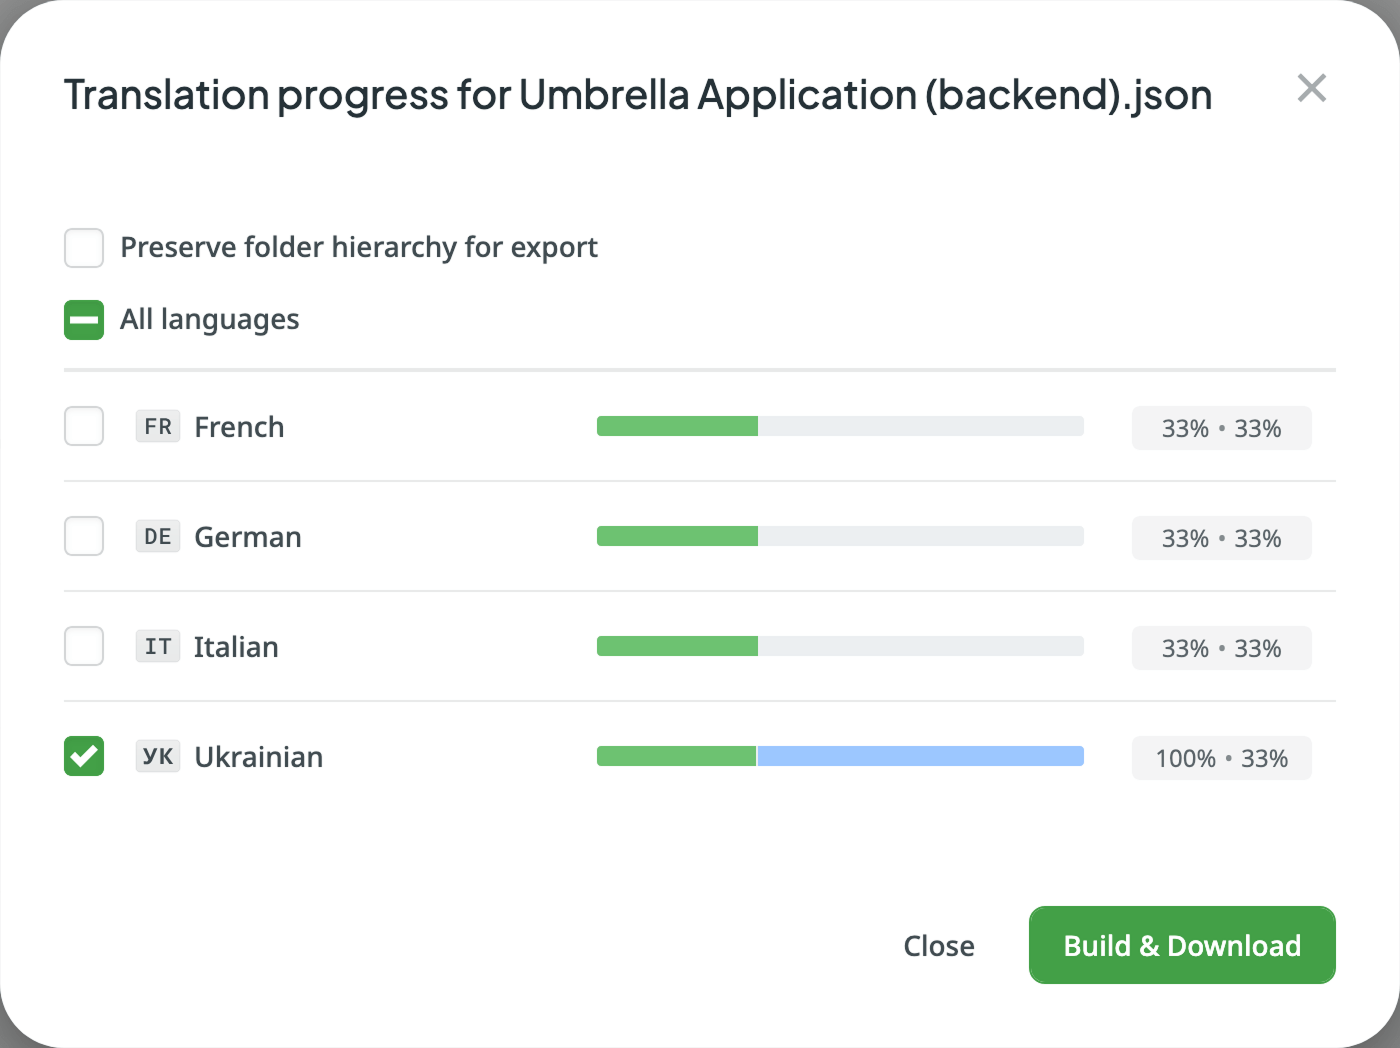 Translation progress for Umbrella Application (backend).json
Preserve folder hierarchy for export
All languages
FR French 33% • 33%
DE German 33% • 33%
IT Italian 33% • 33%
УК Ukrainian 100% • 33%
Close Build & Download